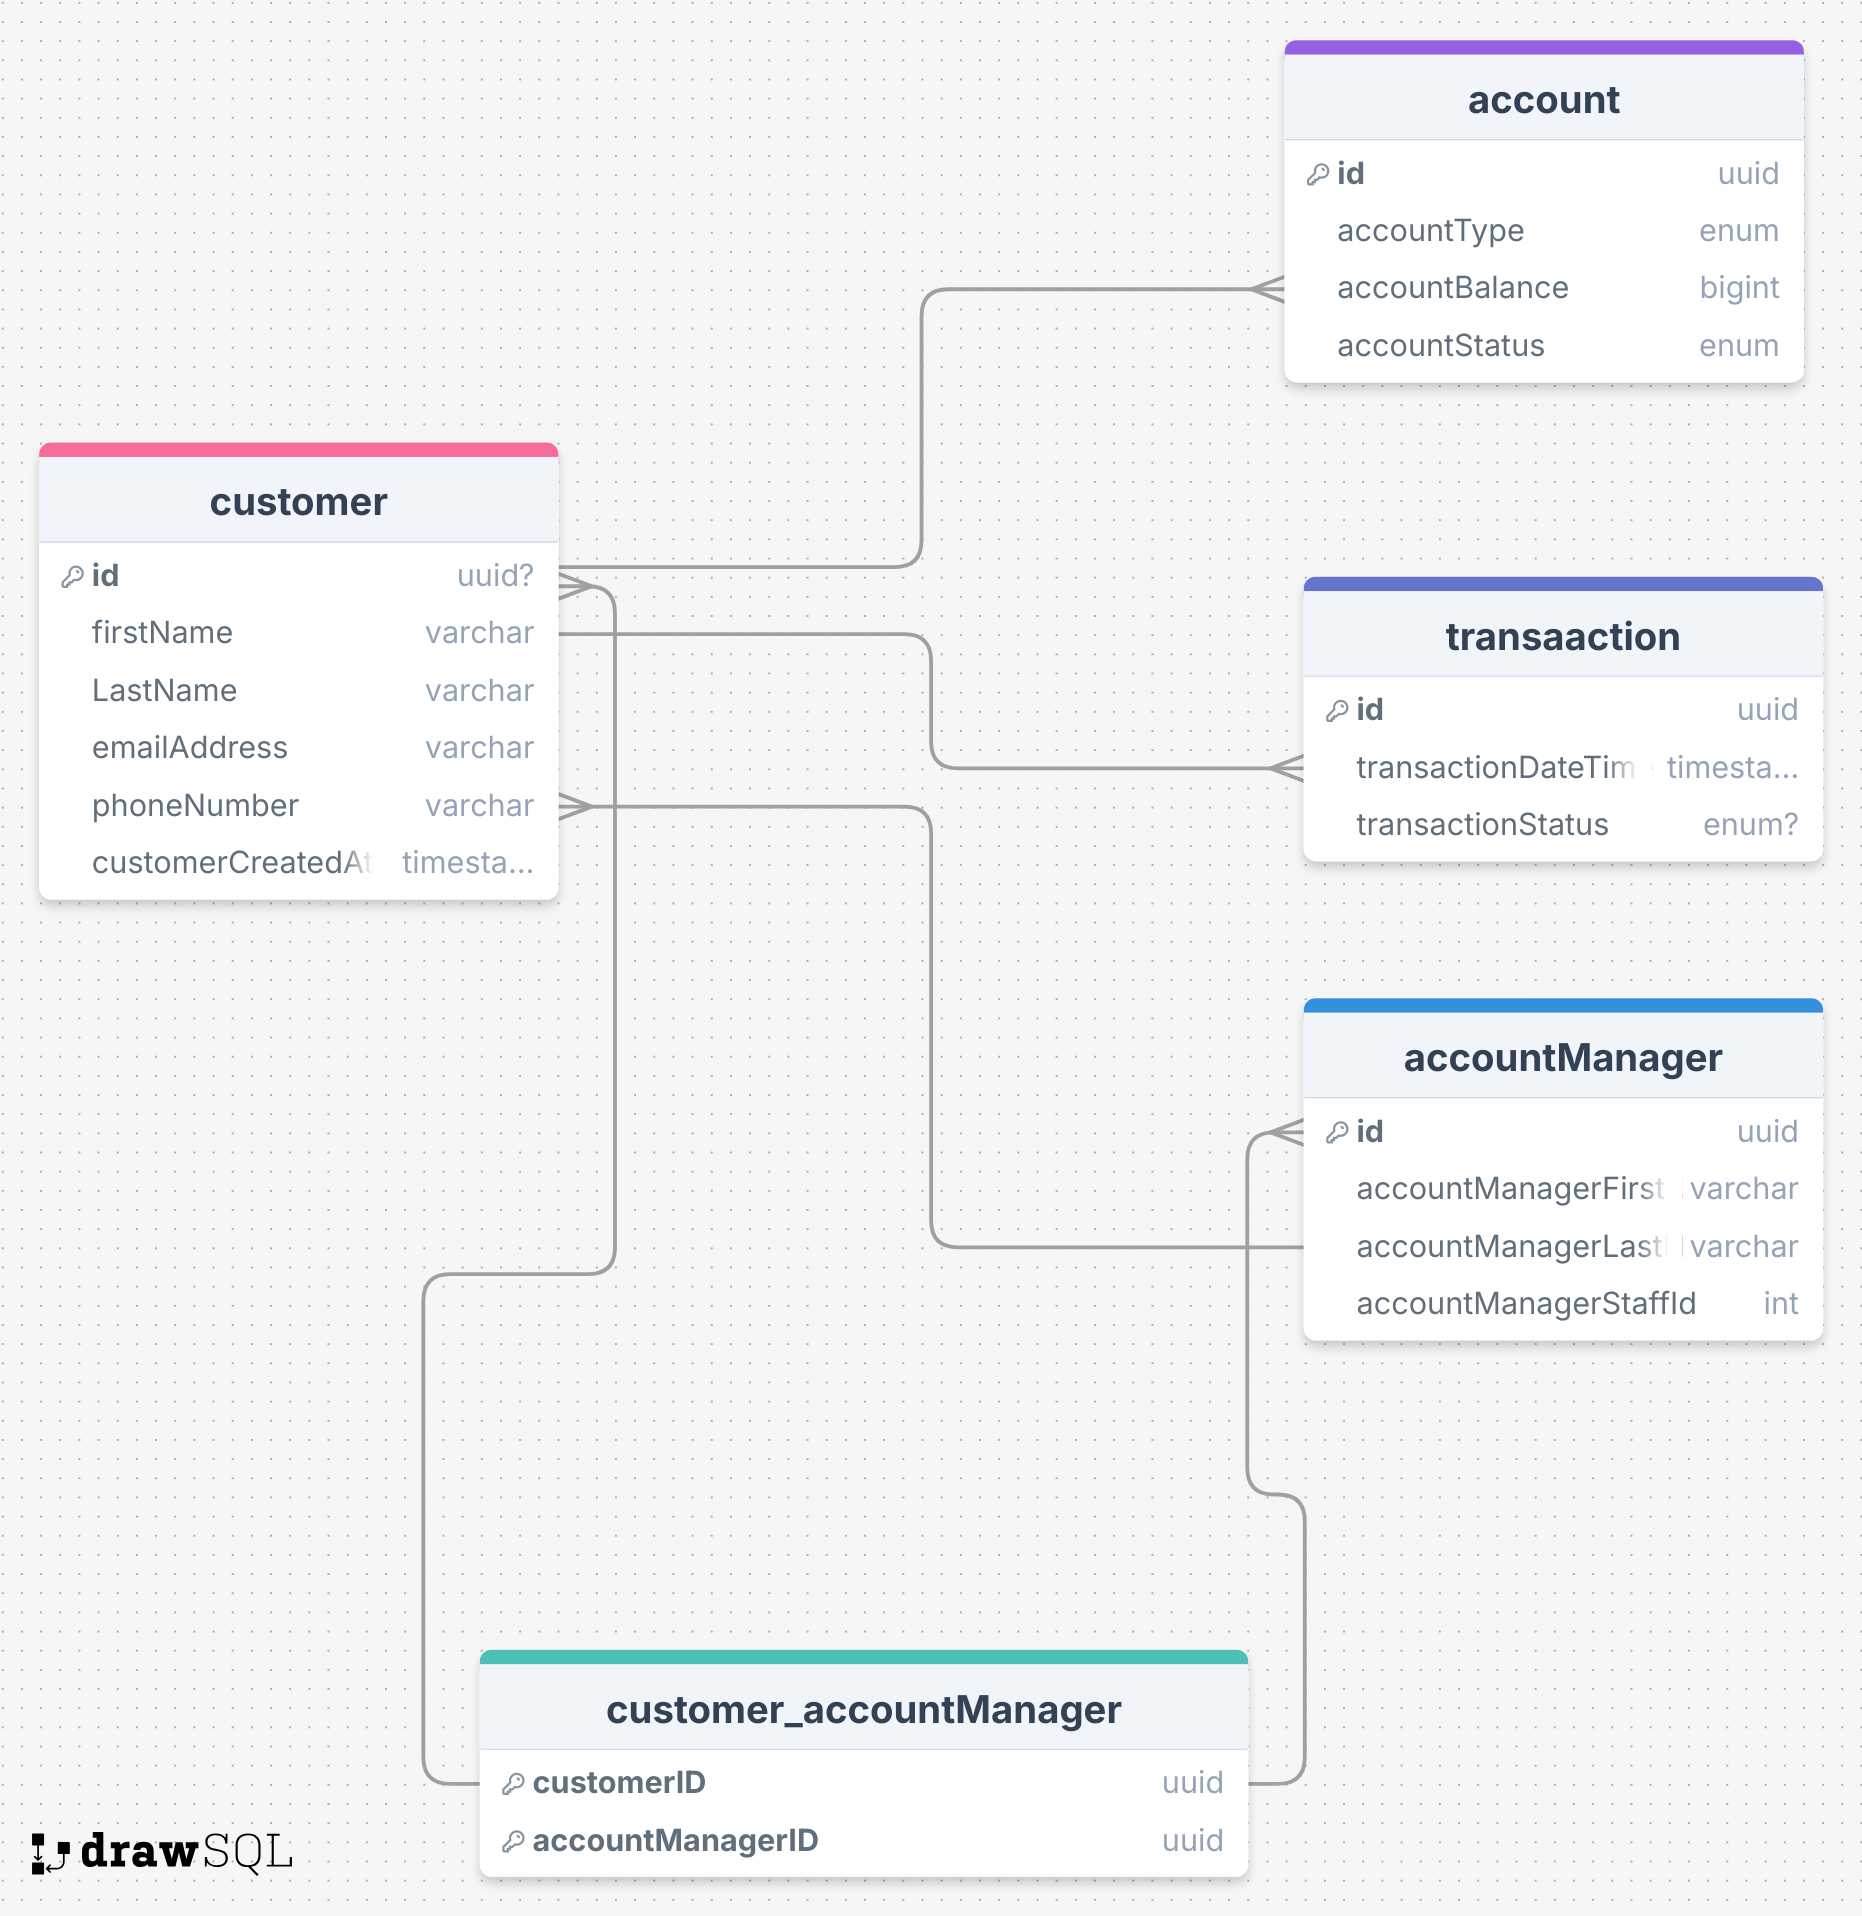 account
id uuid
accountType enum
accountBalance bigint
accountStatus enum
customer
id uuid?
firstName varchar
LastName varchar
emailAddress varchar
phoneNumber varchar
customerCreatedAt timesta...
transaaction
id uuid
transactionDateTim timesta...
transactionStatus enum?
accountManager
id uuid
accountManagerFirst varchar
accountManagerLast varchar
accountManagerStaffId int
customer_accountManager
customerID uuid
accountManagerID uuid
drawSQL